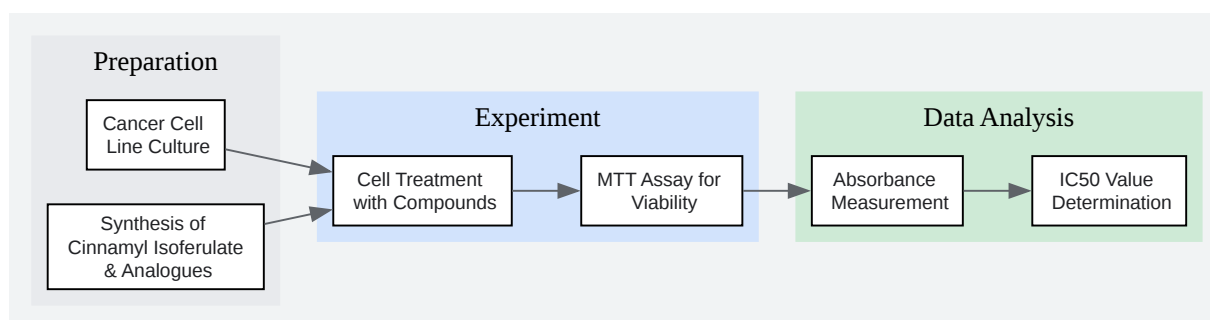 Preparation
Cancer Cell
Line Culture
Synthesis of
Cinnamyl Isoferulate
& Analogues
Experiment
Cell Treatment
with Compounds
MTT Assay for
Viability
Data Analysis
Absorbance
Measurement
IC50 Value
Determination